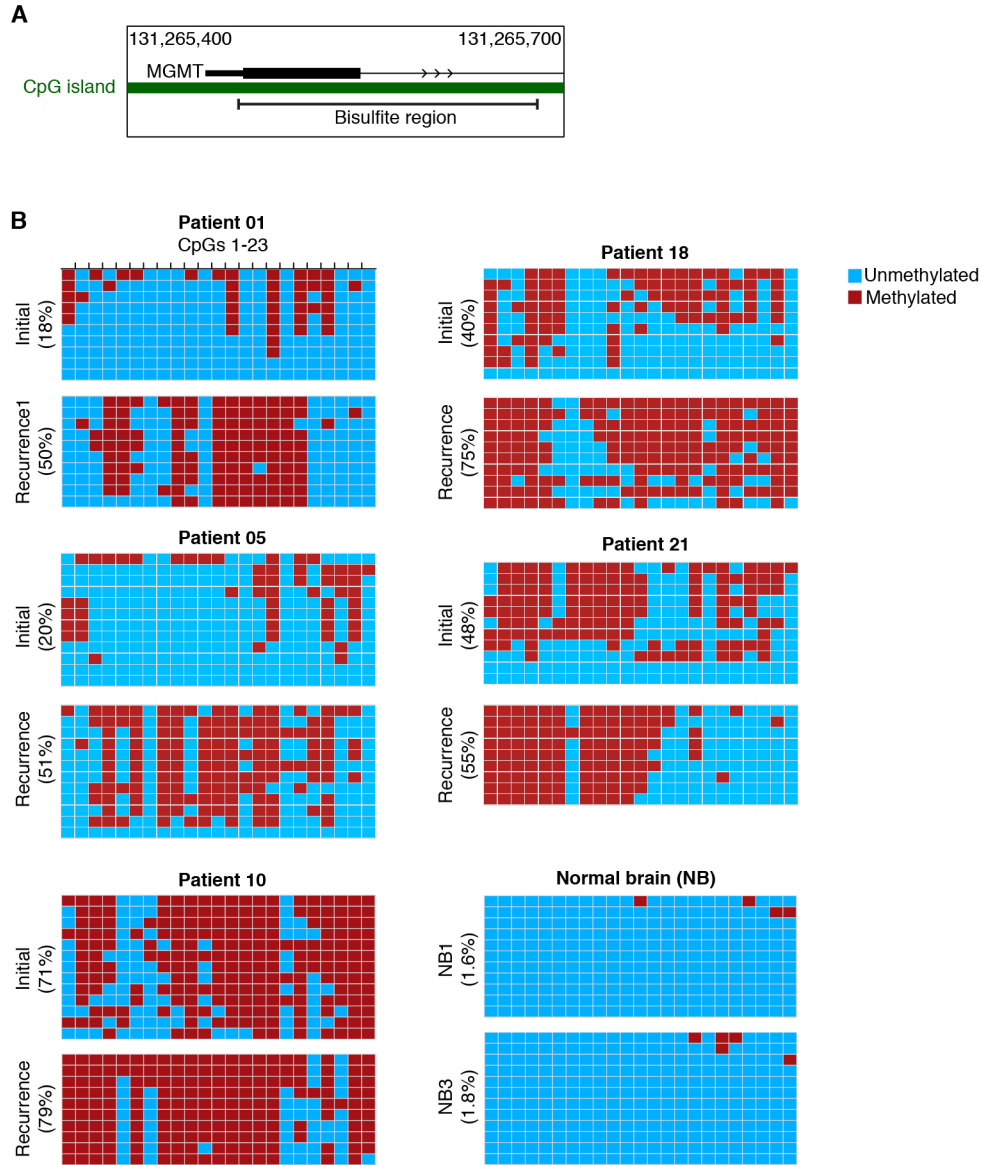 A
131,265,400 131,265,700
MGMT
CpG island
Bisulfite region
B
Patient 01
CpGs 1-23
Initial
(18%)
Recurrence1
(50%)
Patient 18
Initial
(40%)
Recurrence
(75%)
Unmethylated
Methylated
Patient 05
Initial
(20%)
Recurrence
(51%)
Patient 21
Initial
(48%)
Recurrence
(55%)
Patient 10
Initial
(71%)
Recurrence
(79%)
Normal brain (NB)
NB1
(1.6%)
NB3
(1.8%)